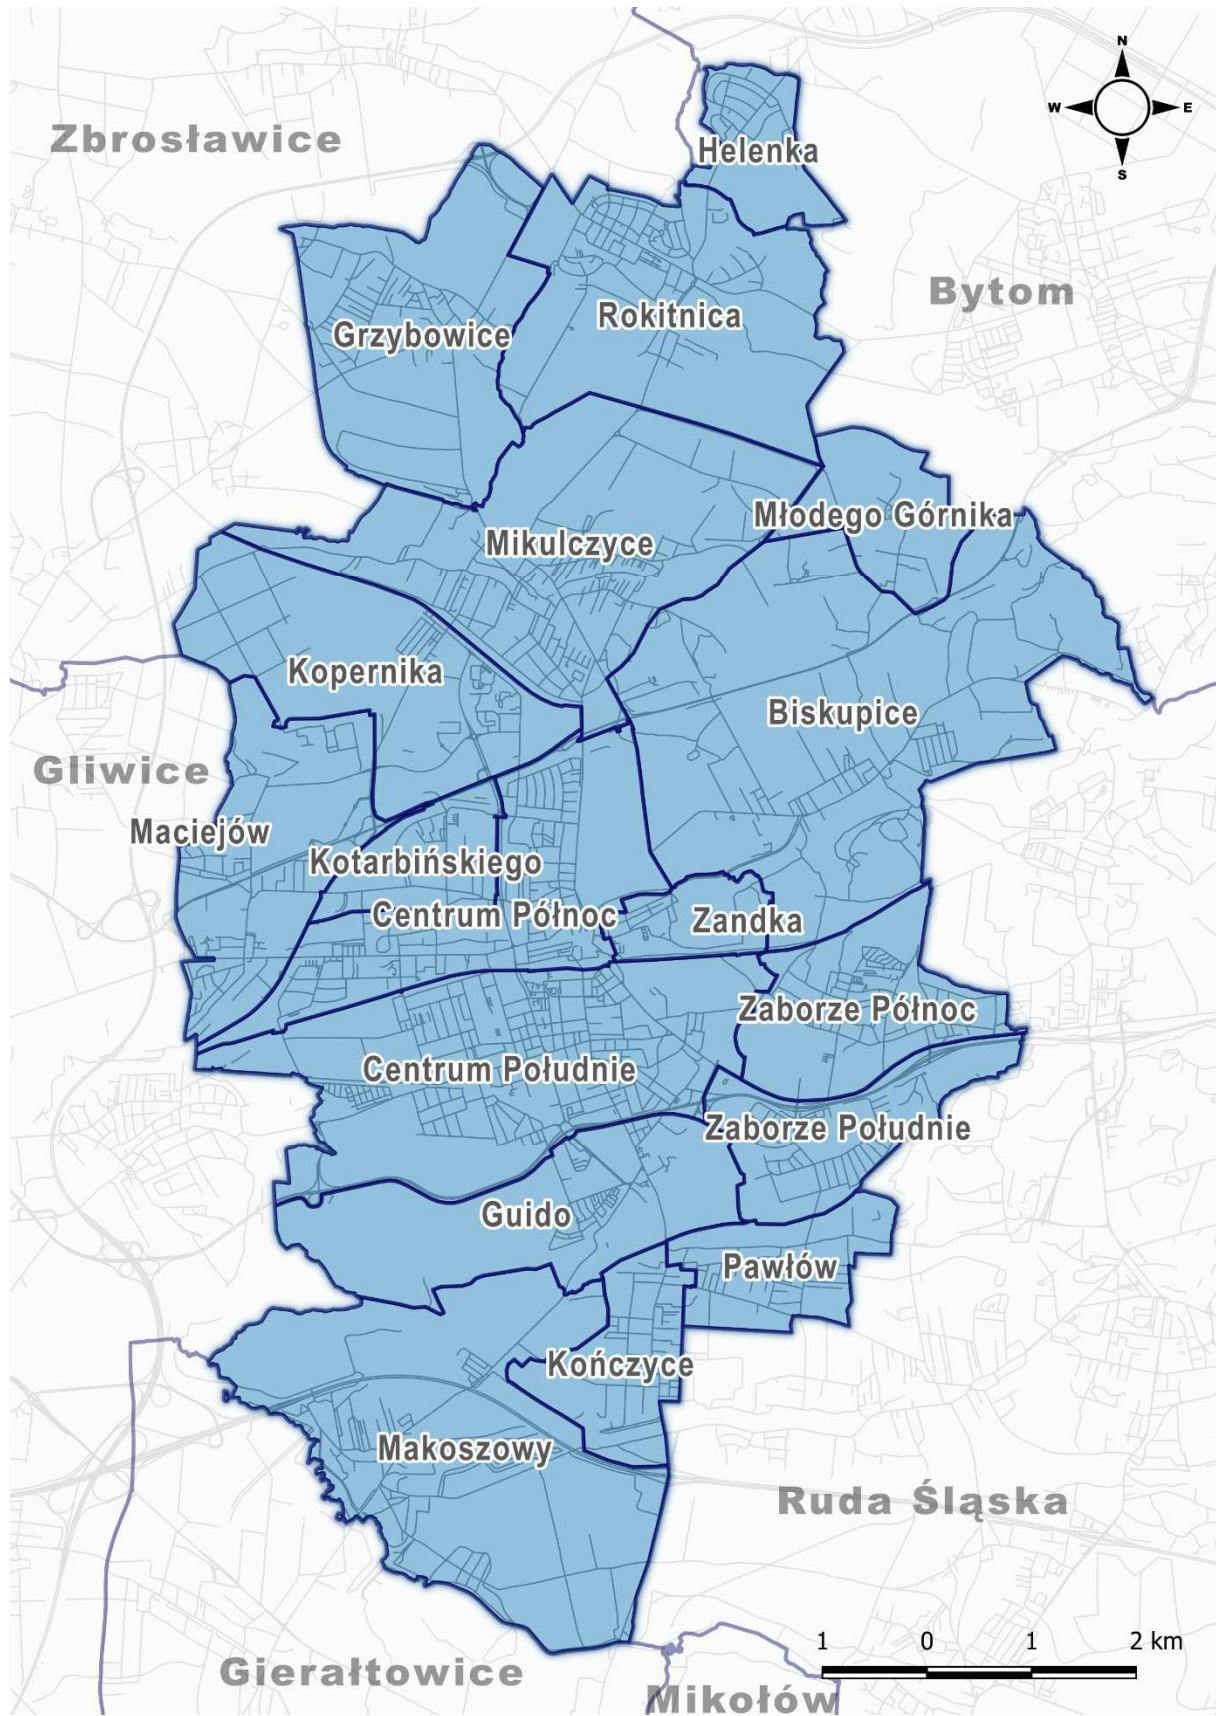 N
W E
S
Zbrosławice
Helenka
Bytom
Rokitnica
Grzybowice
Młodego Górnika
Mikulczyce
Kopernika
Biskupice
Gliwice
Maciejów
Kotarbińskiego
Centrum Północ
Zandka
Zaborze Północ
Centrum Południe
Zaborze Południe
Guido
Pawłów
Kończyce
Makoszowy
Ruda Śląska
1 0 1 2 km
Gierałtowice
Mikołów